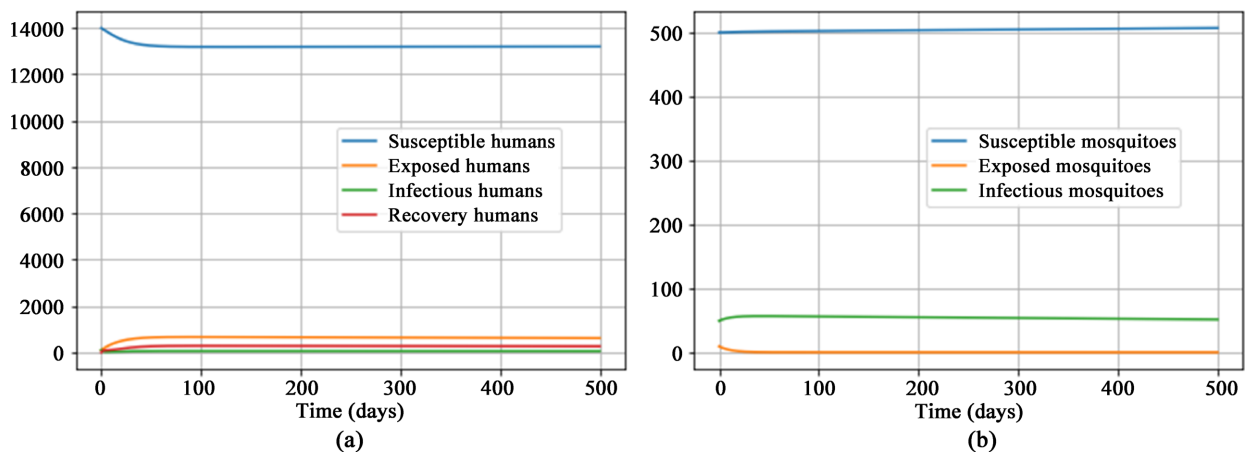 14000
12000
10000
8000
6000
4000
2000
0
Susceptible humans
Exposed humans
Infectious humans
Recovery humans
0 100 200 300 400 500
Time (days)
(a)
500
400
300
200
100
0
Susceptible mosquitoes
Exposed mosquitoes
Infectious mosquitoes
0 100 200 300 400 500
Time (days)
(b)